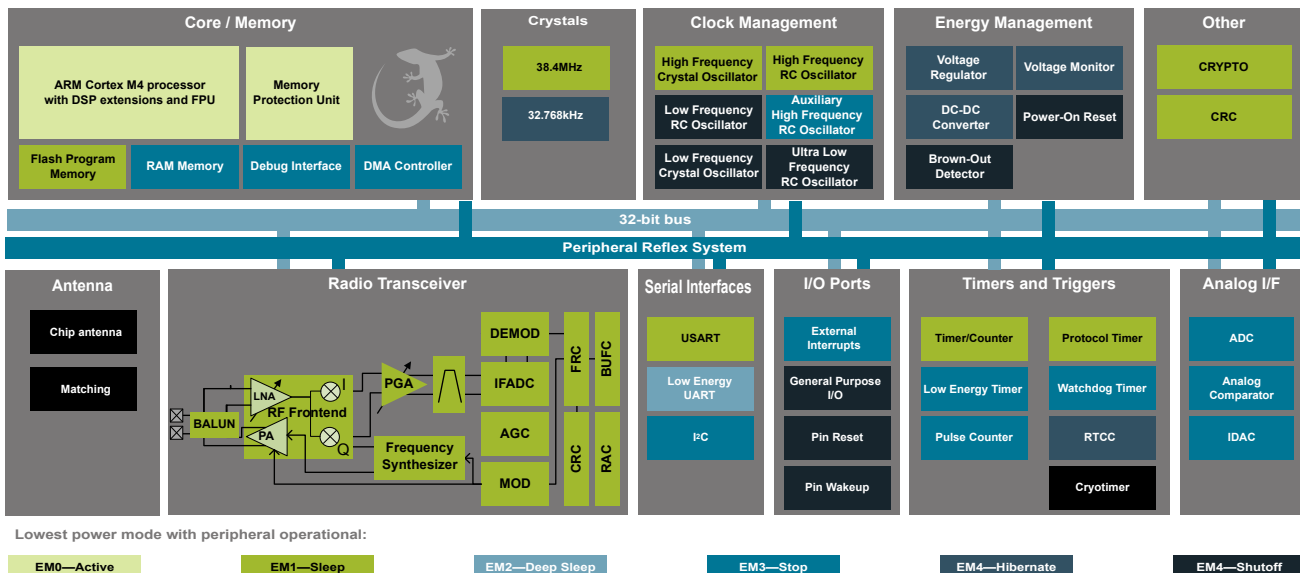 Core / Memory
ARM Cortex M4 processor
with DSP extensions and FPU
Memory
Protection Unit
Flash Program
Memory
RAM Memory
Debug Interface
DMA Controller
Crystals
38.4MHz
32.768kHz
Clock Management
High Frequency
Crystal Oscillator
High Frequency
RC Oscillator
Low Frequency
RC Oscillator
Auxiliary
High Frequency
RC Oscillator
Low Frequency
Crystal Oscillator
Ultra Low
Frequency
RC Oscillator
Energy Management
Voltage
Regulator
Voltage Monitor
DC-DC
Converter
Power-On Reset
Brown-Out
Detector
Other
CRYPTO
CRC
32-bit bus
Peripheral Reflex System
Antenna
Chip antenna
Matching
Radio Transceiver
BALUN
LNA
RF Frontend
PA
I
Q
PGA
Frequency
Synthesizer
DEMOD
IFADC
AGC
MOD
FRC
BUFC
CRC
RAC
Serial Interfaces
USART
Low Energy
UART
I²C
I/O Ports
External
Interrupts
General Purpose
I/O
Pin Reset
Pin Wakeup
Timers and Triggers
Timer/Counter
Protocol Timer
Low Energy Timer
Watchdog Timer
Pulse Counter
RTCC
Cryotimer
Analog I/F
ADC
Analog
Comparator
IDAC
Lowest power mode with peripheral operational:
EM0—Active
EM1—Sleep
EM2—Deep Sleep
EM3—Stop
EM4—Hibernate
EM4—Shutoff